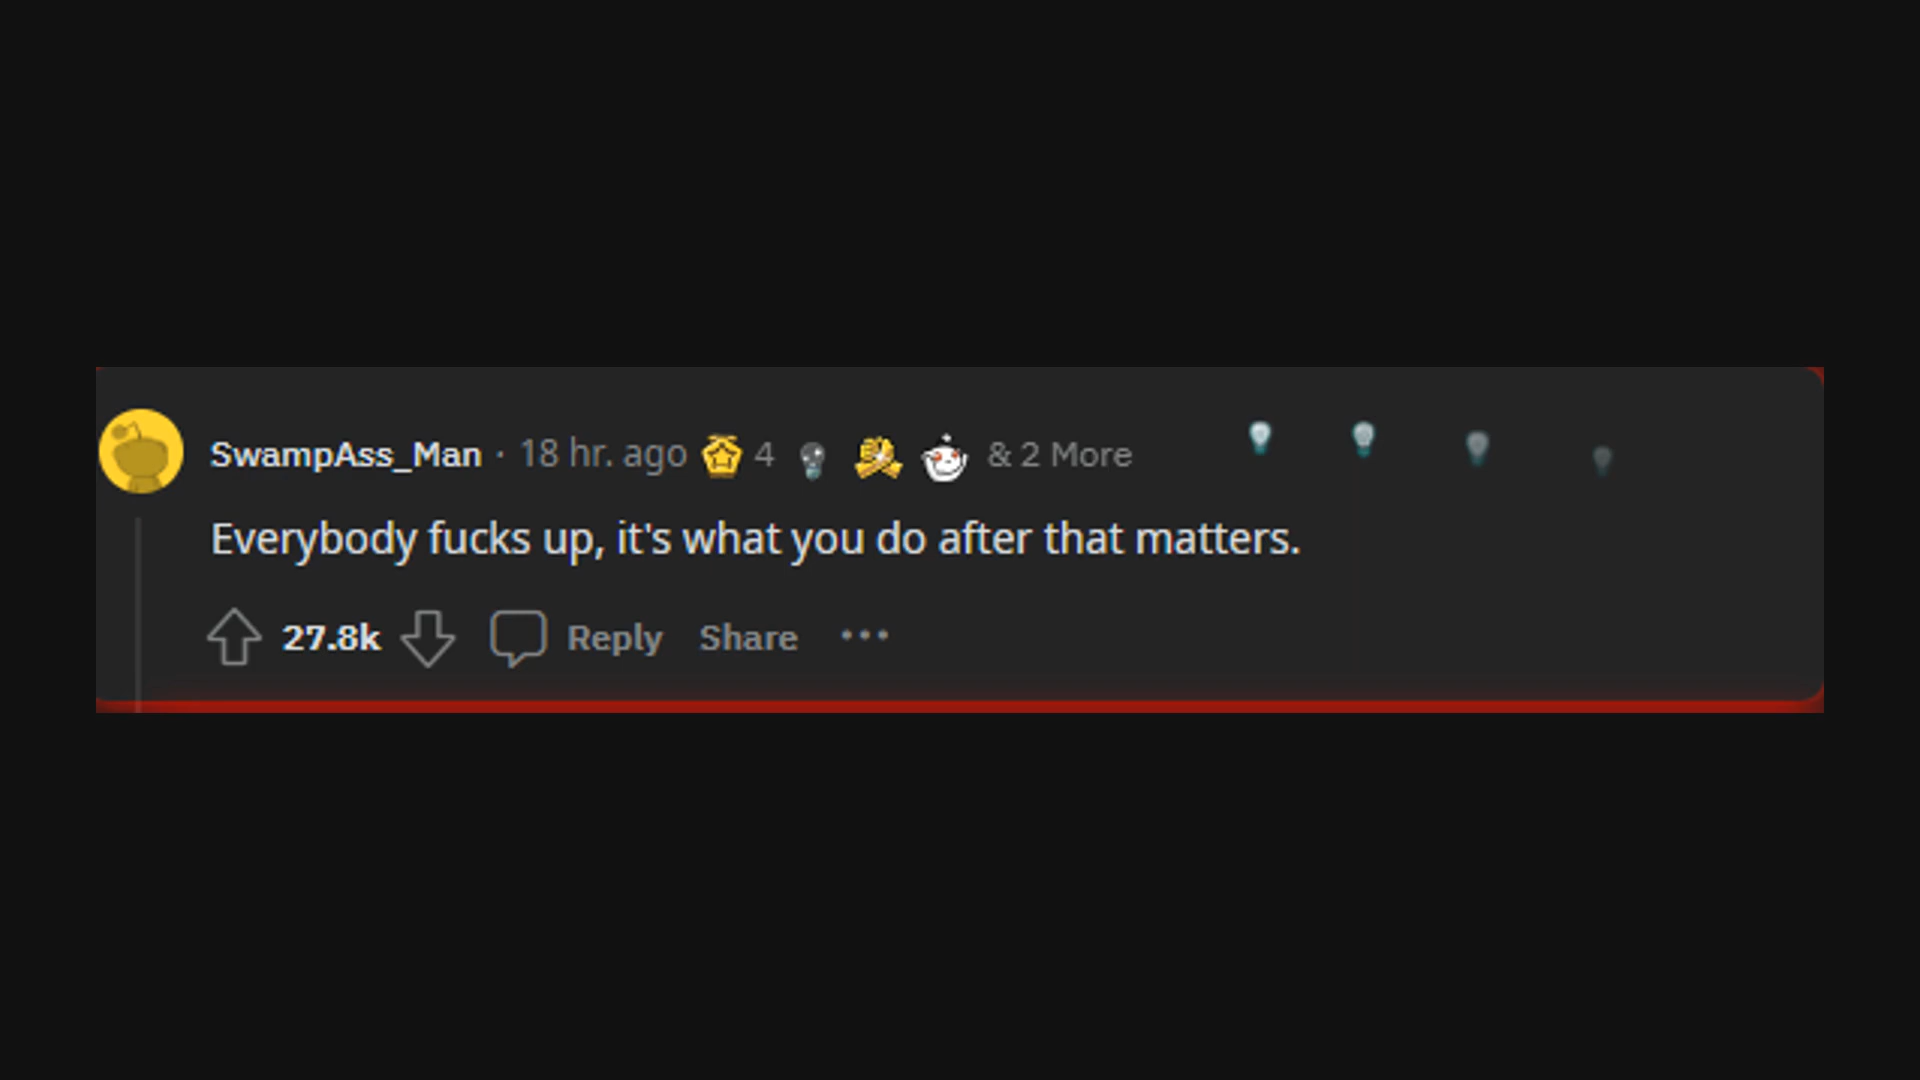 SwampAss_Man · 18 hr. ago 4 & 2 More
Everybody fucks up, it's what you do after that matters.
27.8k Reply Share ···